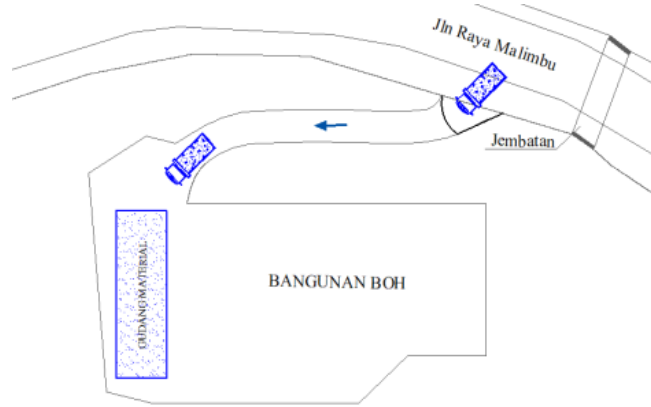 Jln Raya Malimbu
Jembatan
BANGUNAN BOH
GUDANG MATERIAL